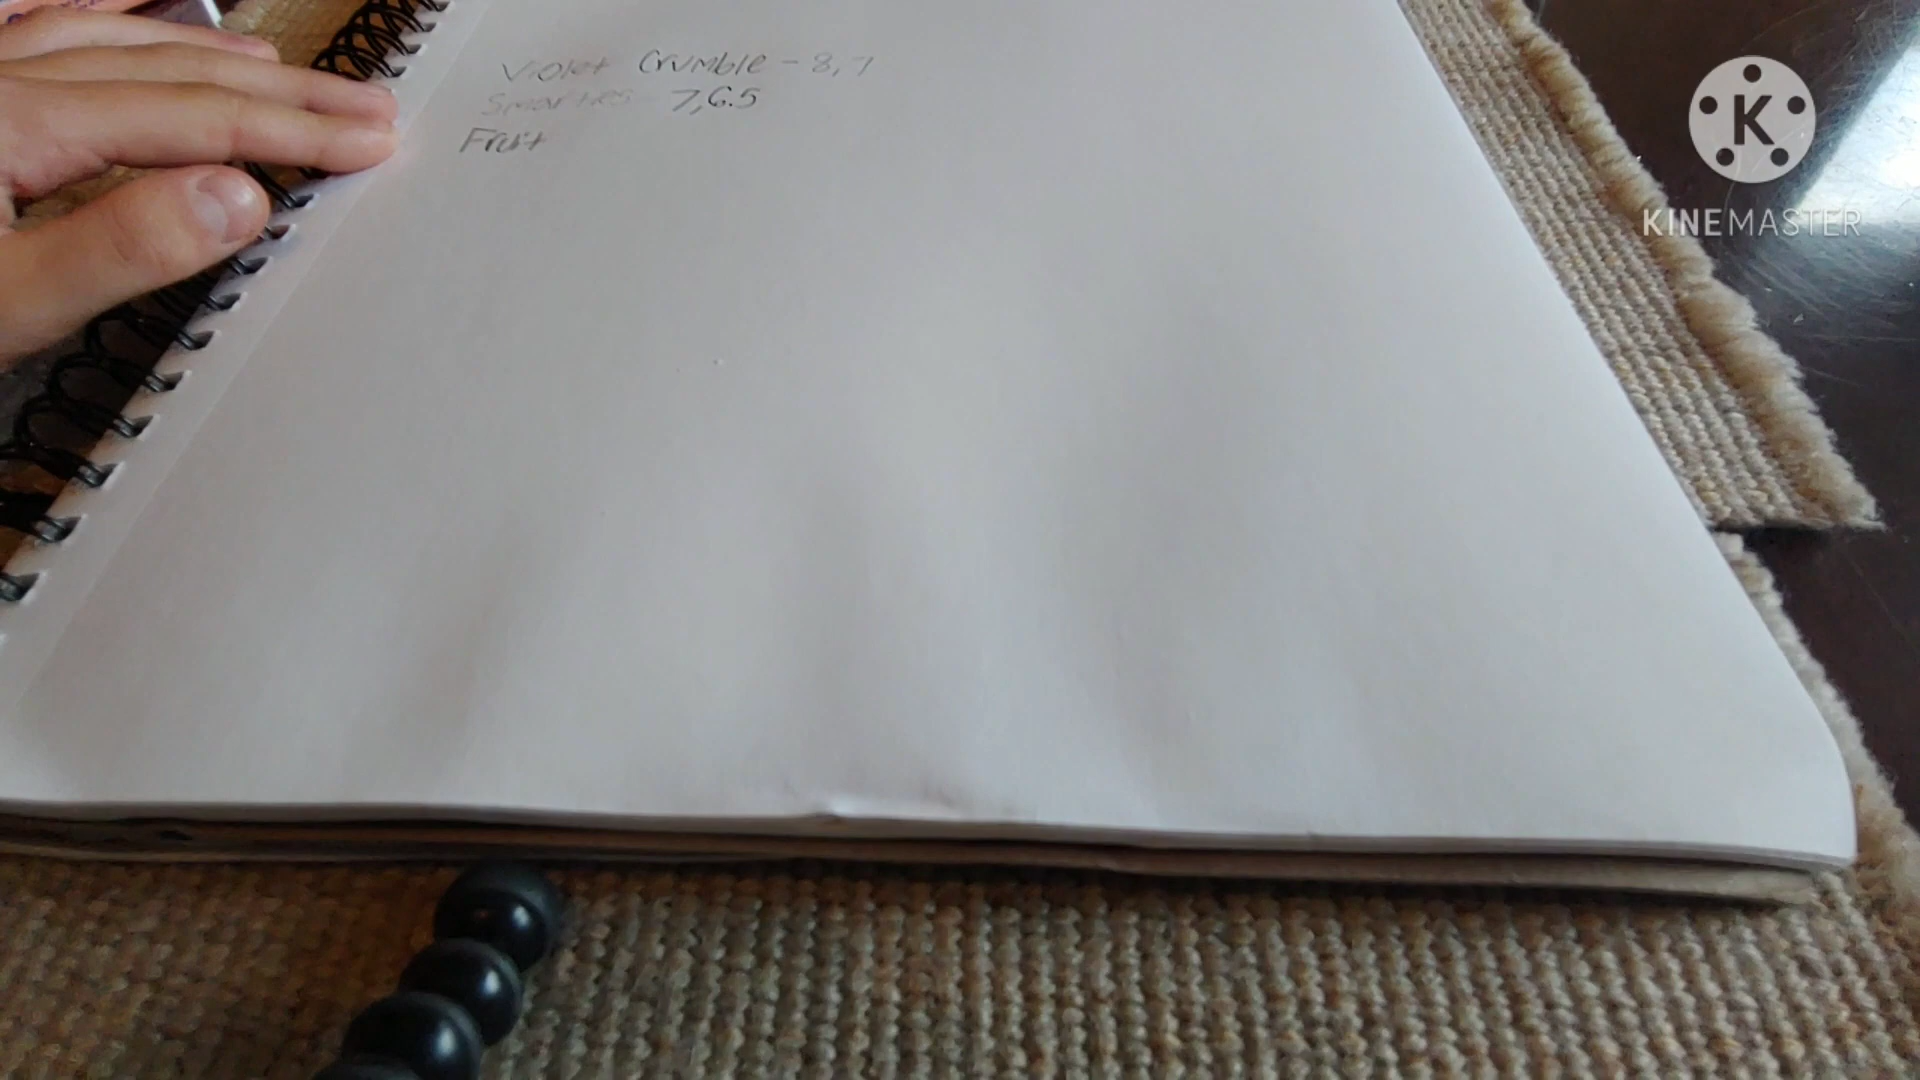 Violet Crumble - 8, 7
Smarties - 7, 6.5
Fruit
K
KINEMASTER